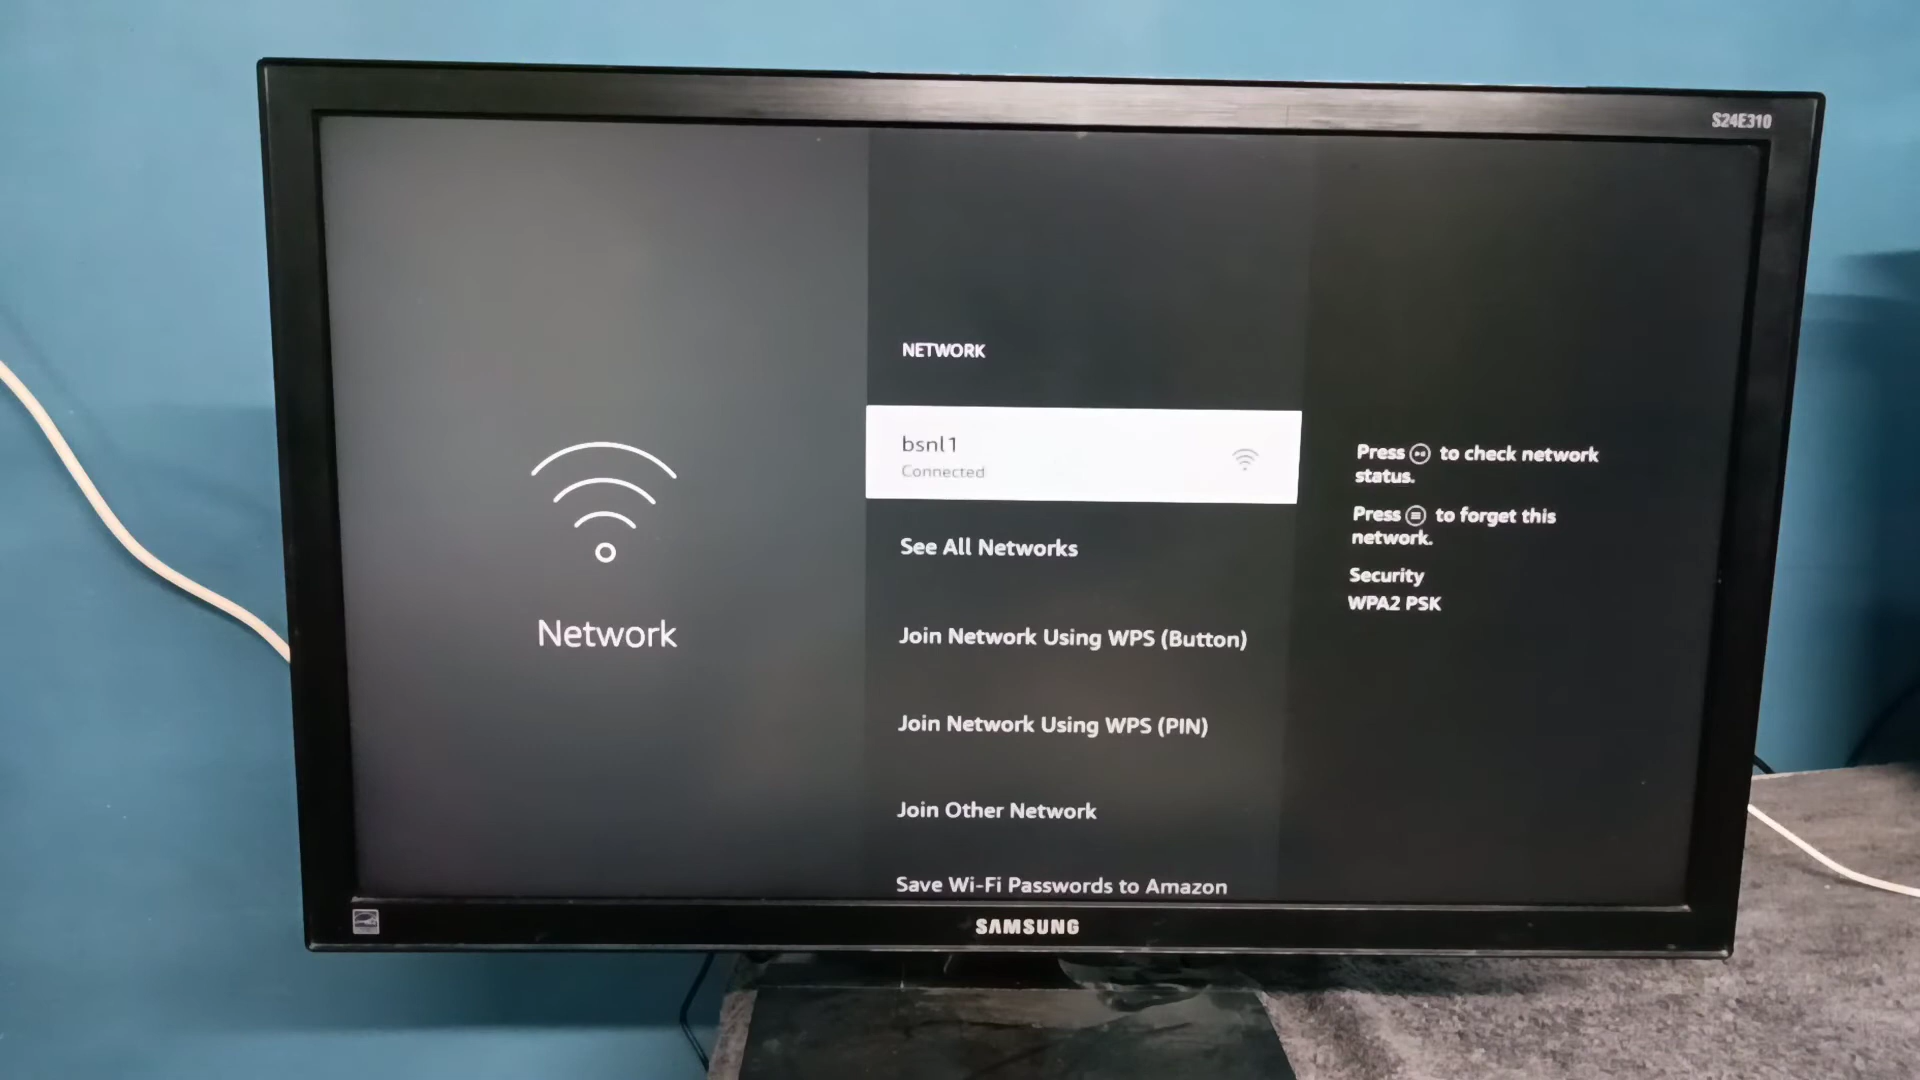 S24E310
NETWORK
bsnl1
Connected
See All Networks
Join Network Using WPS (Button)
Join Network Using WPS (PIN)
Join Other Network
Save Wi-Fi Passwords to Amazon
Network
Press to check network
status.
Press to forget this
network.
Security
WPA2 PSK
SAMSUNG